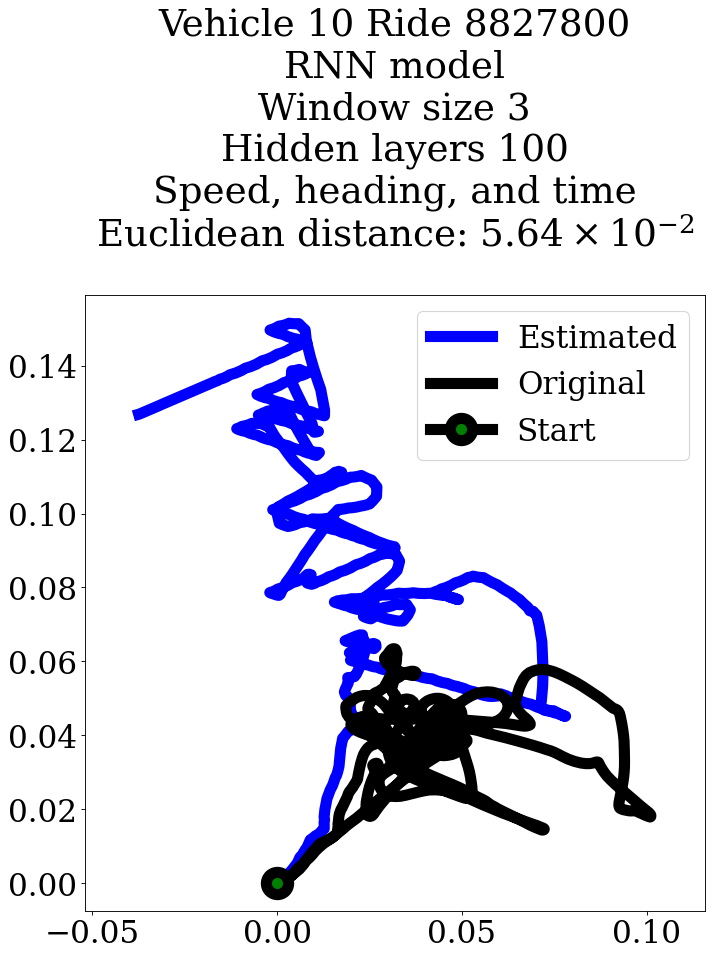 Vehicle 10 Ride 8827800
RNN model
Window size 3
Hidden layers 100
Speed, heading, and time
Euclidean distance: 5.64 × 10⁻²
Estimated
Original
Start
0.14
0.12
0.10
0.08
0.06
0.04
0.02
0.00
−0.05 0.00 0.05 0.10